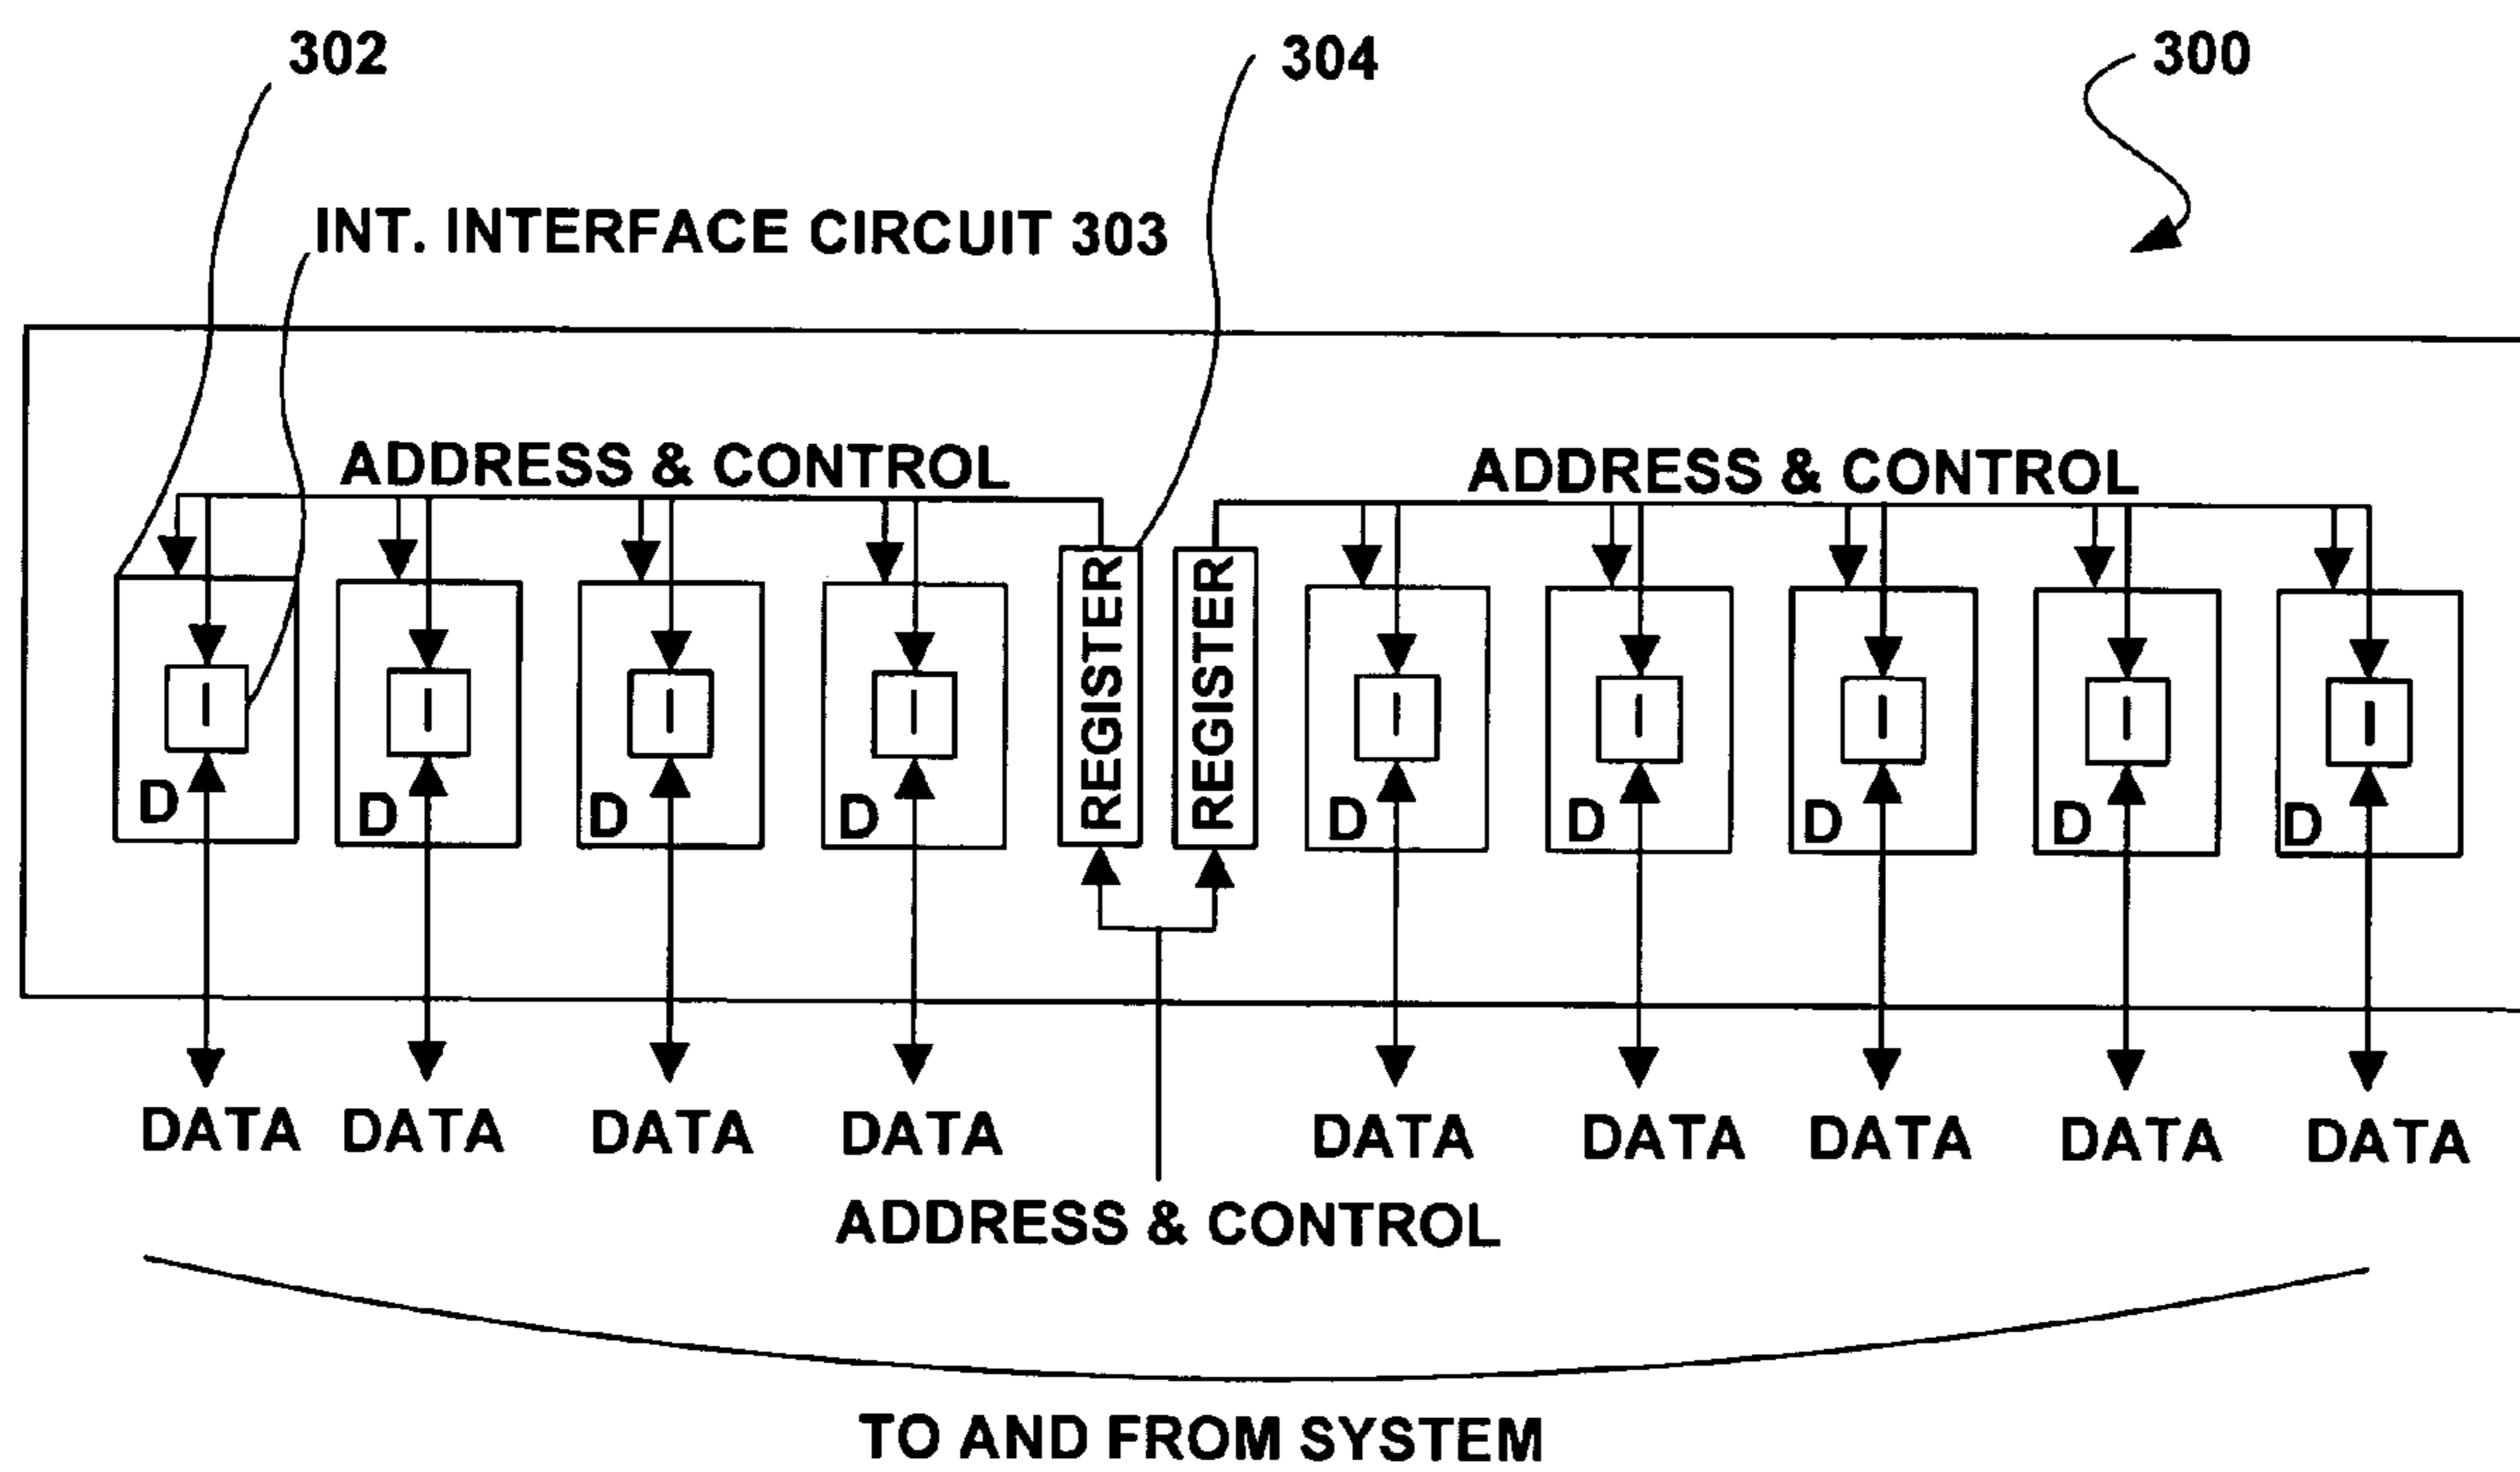 302
304
300
INT. INTERFACE CIRCUIT 303
ADDRESS & CONTROL
ADDRESS & CONTROL
REGISTER
REGISTER
I
I
I
I
I
I
I
I
I
D
D
D
D
D
D
D
D
D
DATA
DATA
DATA
DATA
DATA
DATA
DATA
DATA
DATA
ADDRESS & CONTROL
TO AND FROM SYSTEM